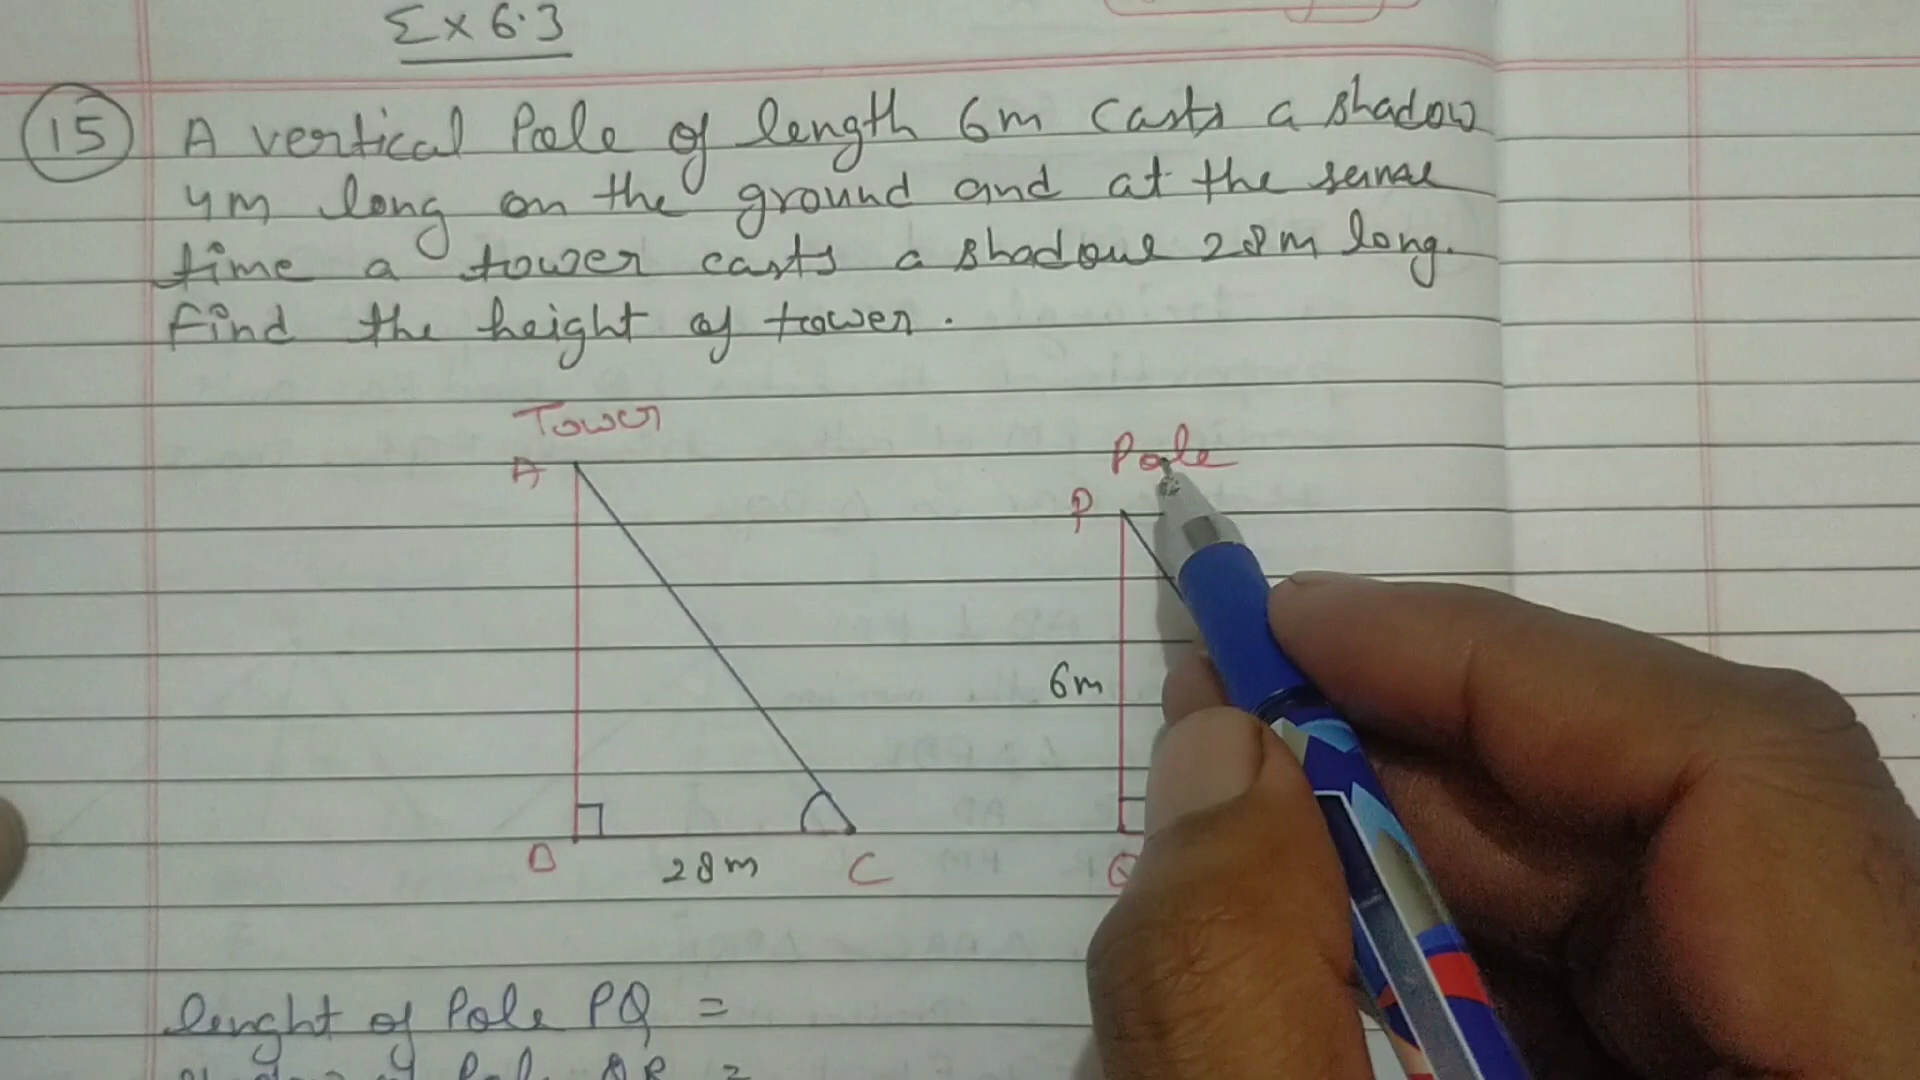 Ex 6.3
15 A vertical Pole of length 6m casts a shadow
4m long on the ground and at the same
time a tower casts a shadow 28m long.
find the height of tower.
Tower
Pole
A
P
6m
B
28m
C
Q
lenght of Pole PQ =
Pole QR =